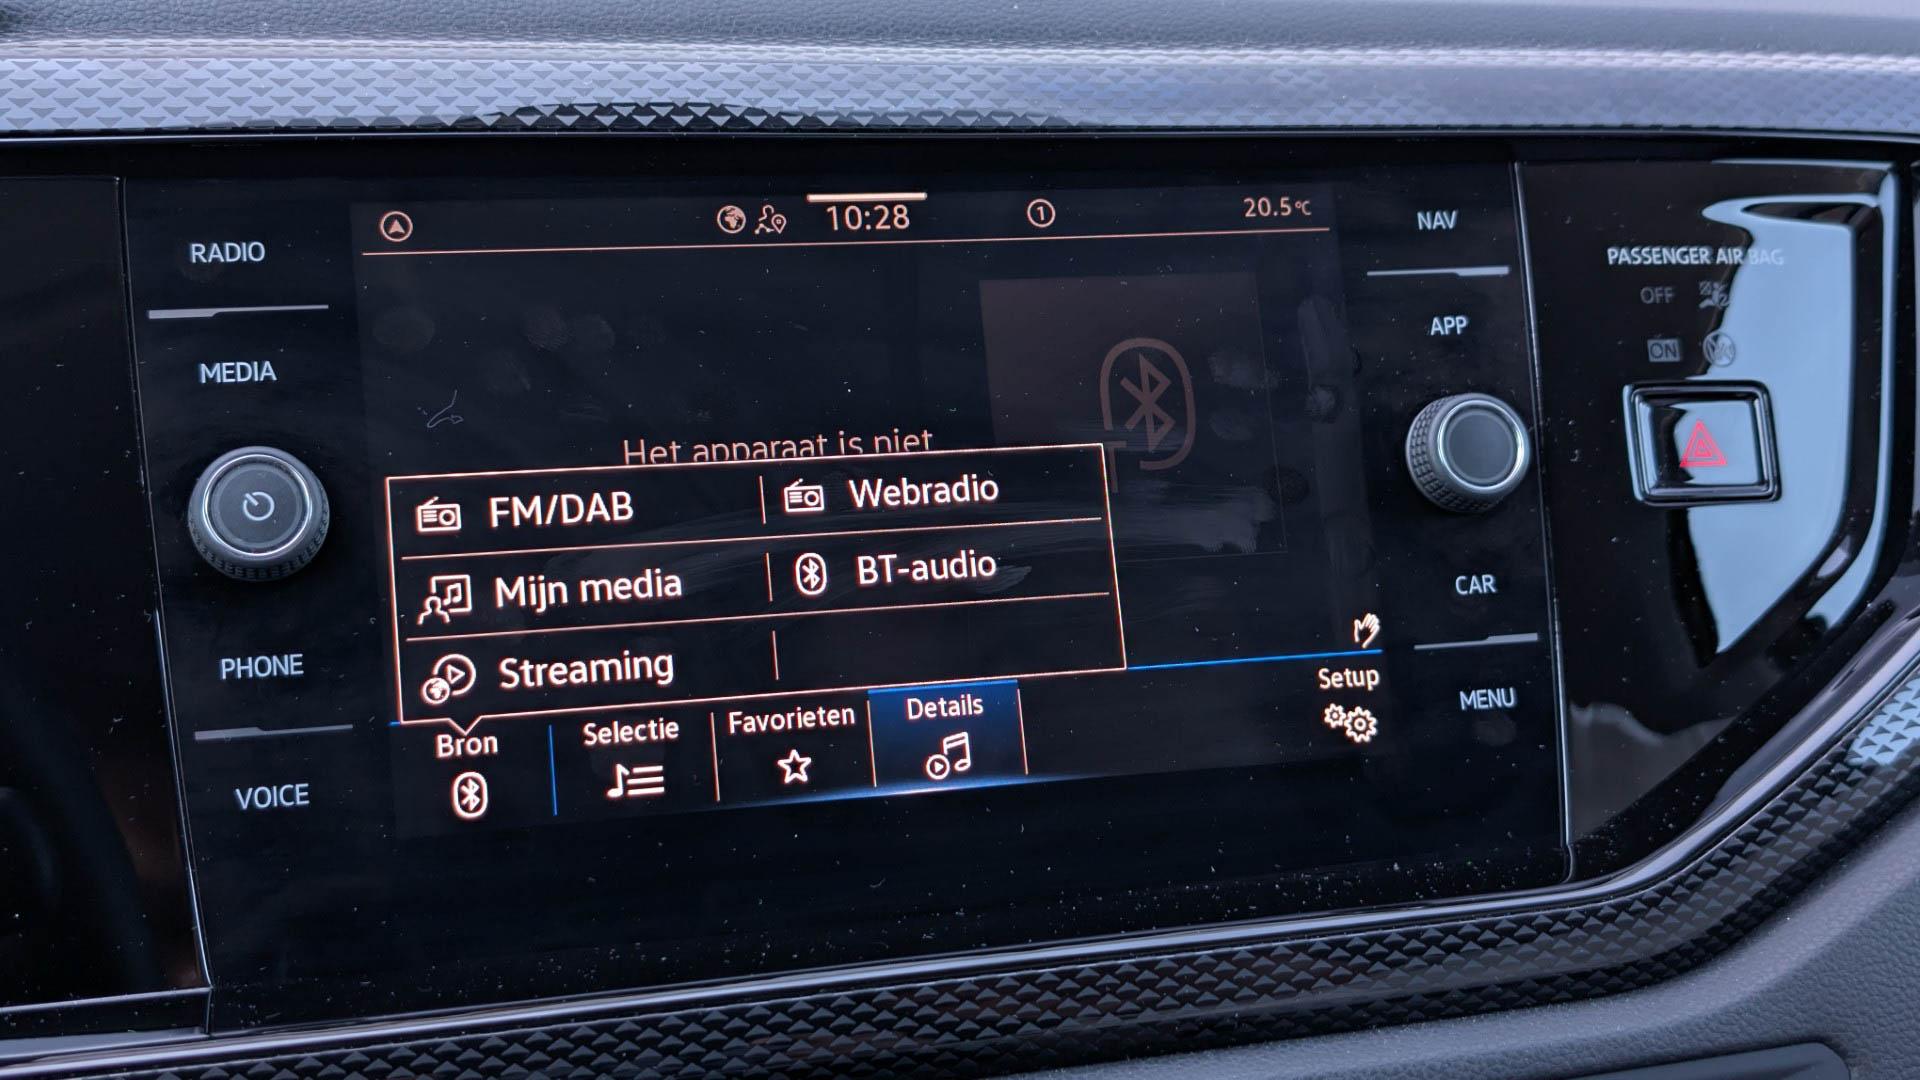 RADIO
MEDIA
PHONE
VOICE
10:28
1
20.5°C
Het apparaat is niet
FM/DAB
Webradio
Mijn media
BT-audio
Streaming
Bron
Selectie
Favorieten
Details
Setup
NAV
APP
CAR
MENU
PASSENGER AIR BAG
OFF
ON